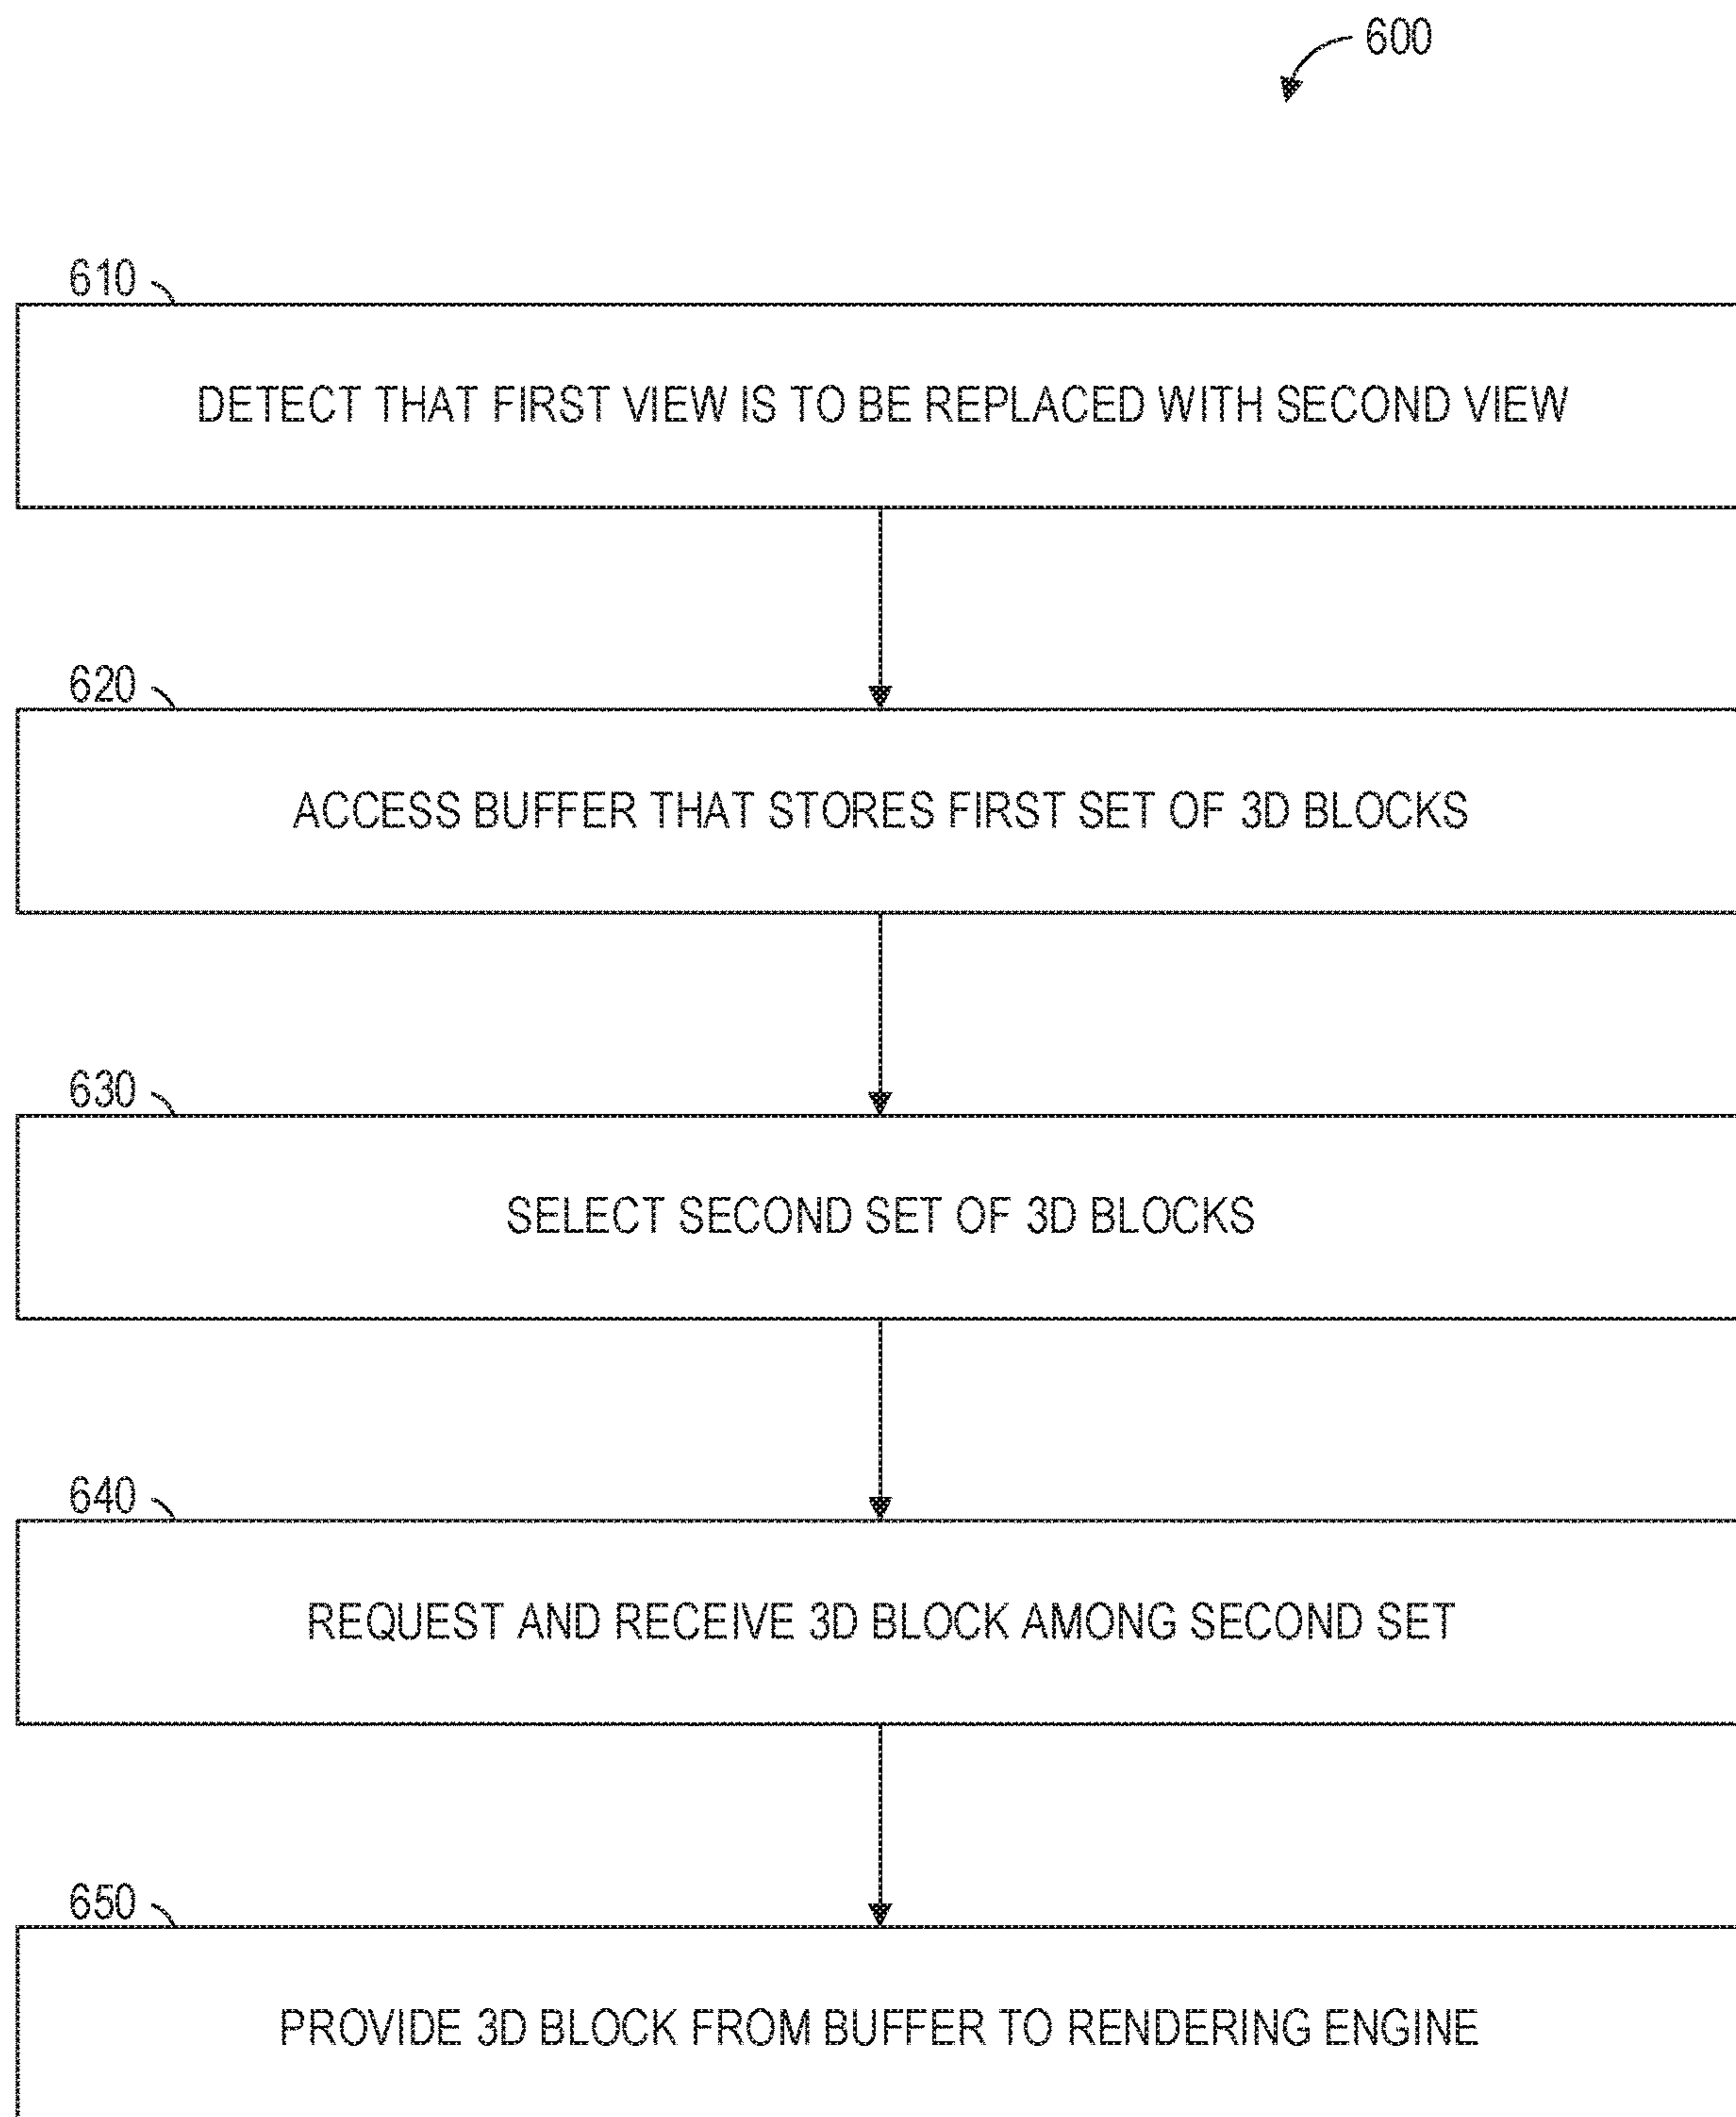 600
610
DETECT THAT FIRST VIEW IS TO BE REPLACED WITH SECOND VIEW
620
ACCESS BUFFER THAT STORES FIRST SET OF 3D BLOCKS
630
SELECT SECOND SET OF 3D BLOCKS
640
REQUEST AND RECEIVE 3D BLOCK AMONG SECOND SET
650
PROVIDE 3D BLOCK FROM BUFFER TO RENDERING ENGINE